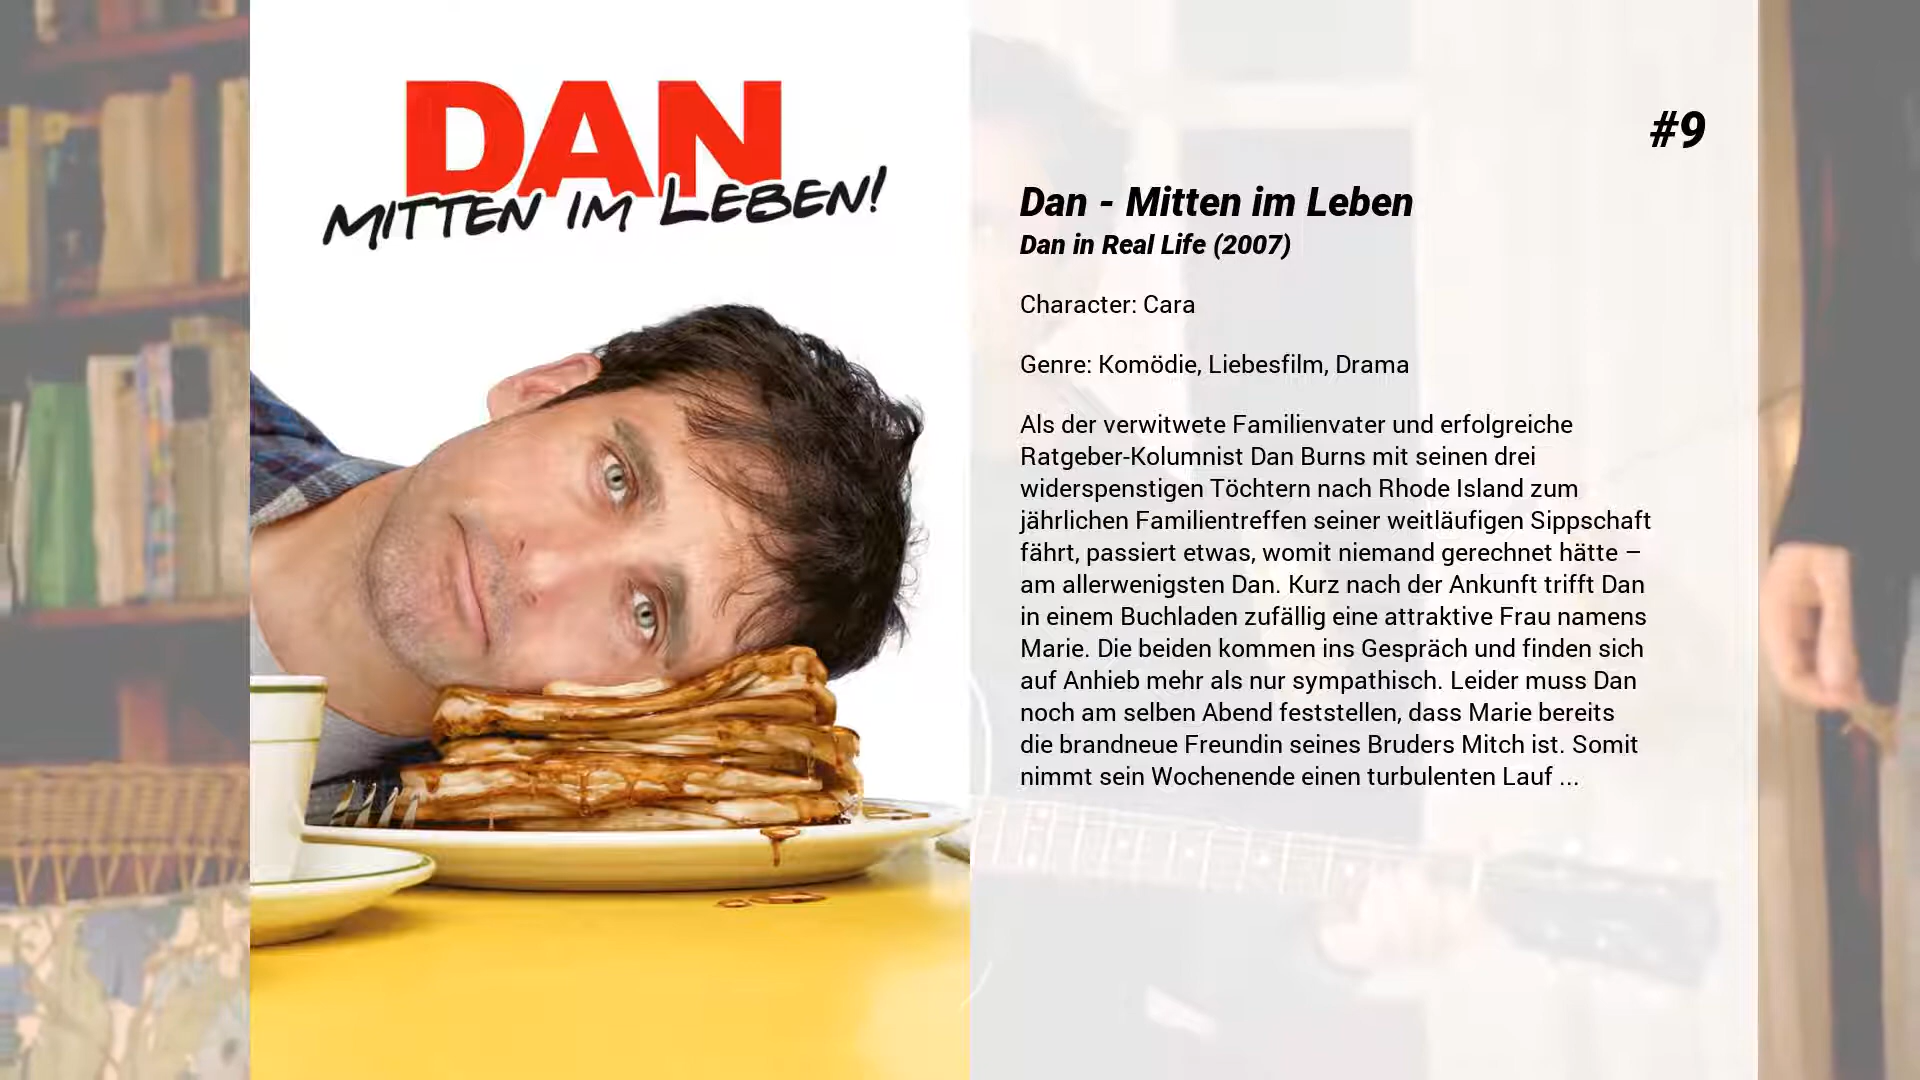 DAN
MITTEN IM LEBEN!
#9
Dan - Mitten im Leben
Dan in Real Life (2007)
Character: Cara
Genre: Komödie, Liebesfilm, Drama
Als der verwitwete Familienvater und erfolgreiche
Ratgeber-Kolumnist Dan Burns mit seinen drei
widerspenstigen Töchtern nach Rhode Island zum
jährlichen Familientreffen seiner weitläufigen Sippschaft
fährt, passiert etwas, womit niemand gerechnet hätte –
am allerwenigsten Dan. Kurz nach der Ankunft trifft Dan
in einem Buchladen zufällig eine attraktive Frau namens
Marie. Die beiden kommen ins Gespräch und finden sich
auf Anhieb mehr als nur sympathisch. Leider muss Dan
noch am selben Abend feststellen, dass Marie bereits
die brandneue Freundin seines Bruders Mitch ist. Somit
nimmt sein Wochenende einen turbulenten Lauf ...